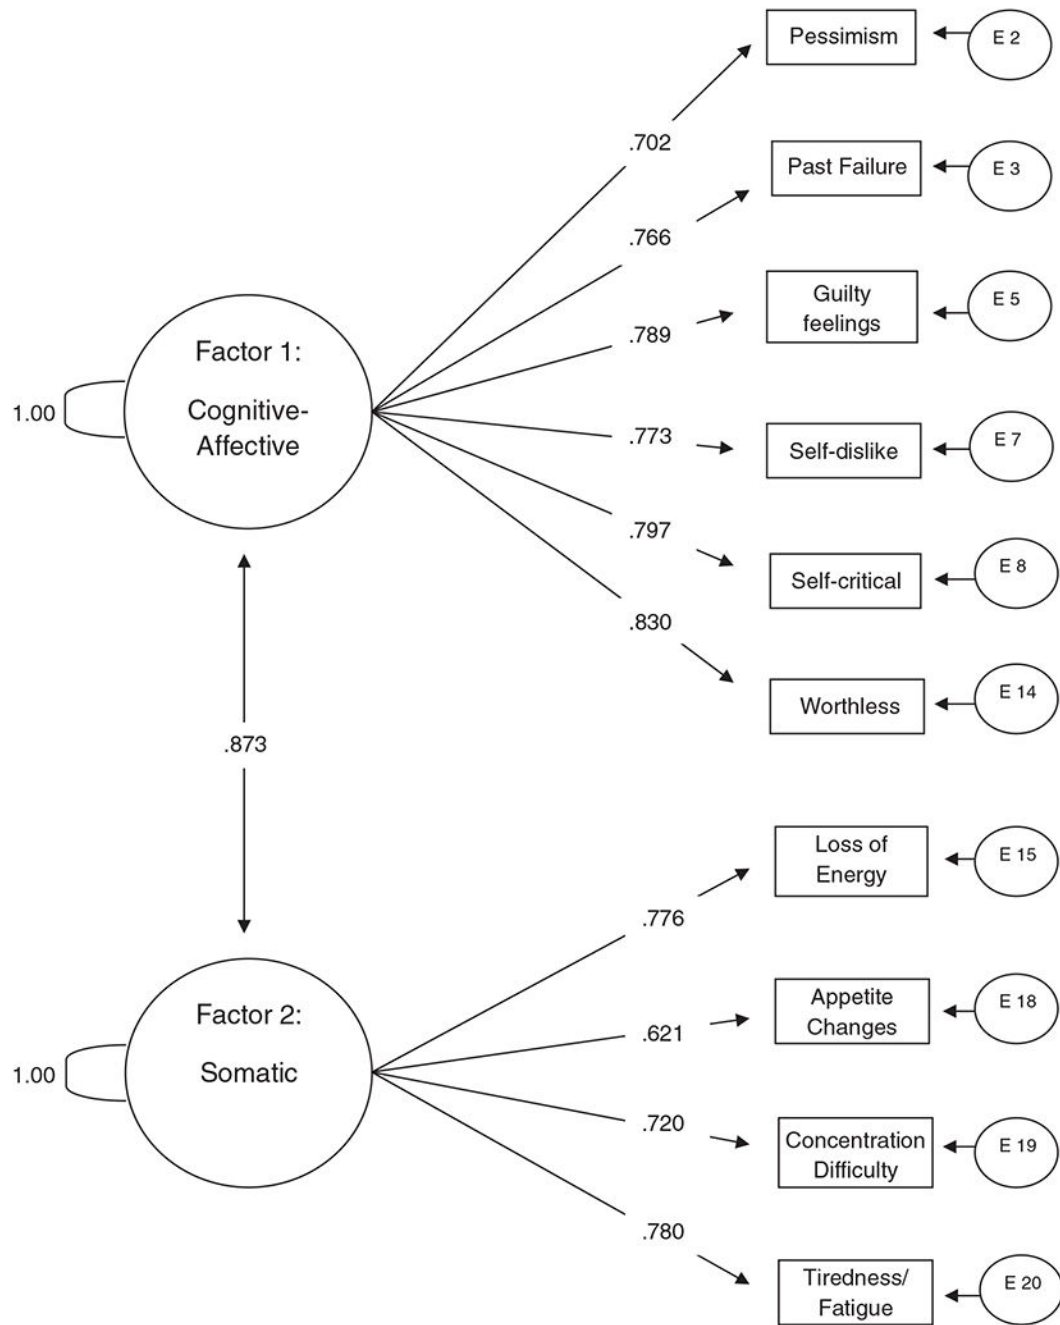 Pessimism
E 2
.702
Past Failure
E 3
.766
Guilty
feelings
E 5
.789
Factor 1:
Cognitive-
Affective
1.00
.773
Self-dislike
E 7
.797
Self-critical
E 8
.830
Worthless
E 14
.873
Loss of
Energy
E 15
.776
Factor 2:
Somatic
1.00
Appetite
Changes
E 18
.621
.720
Concentration
Difficulty
E 19
.780
Tiredness/
Fatigue
E 20